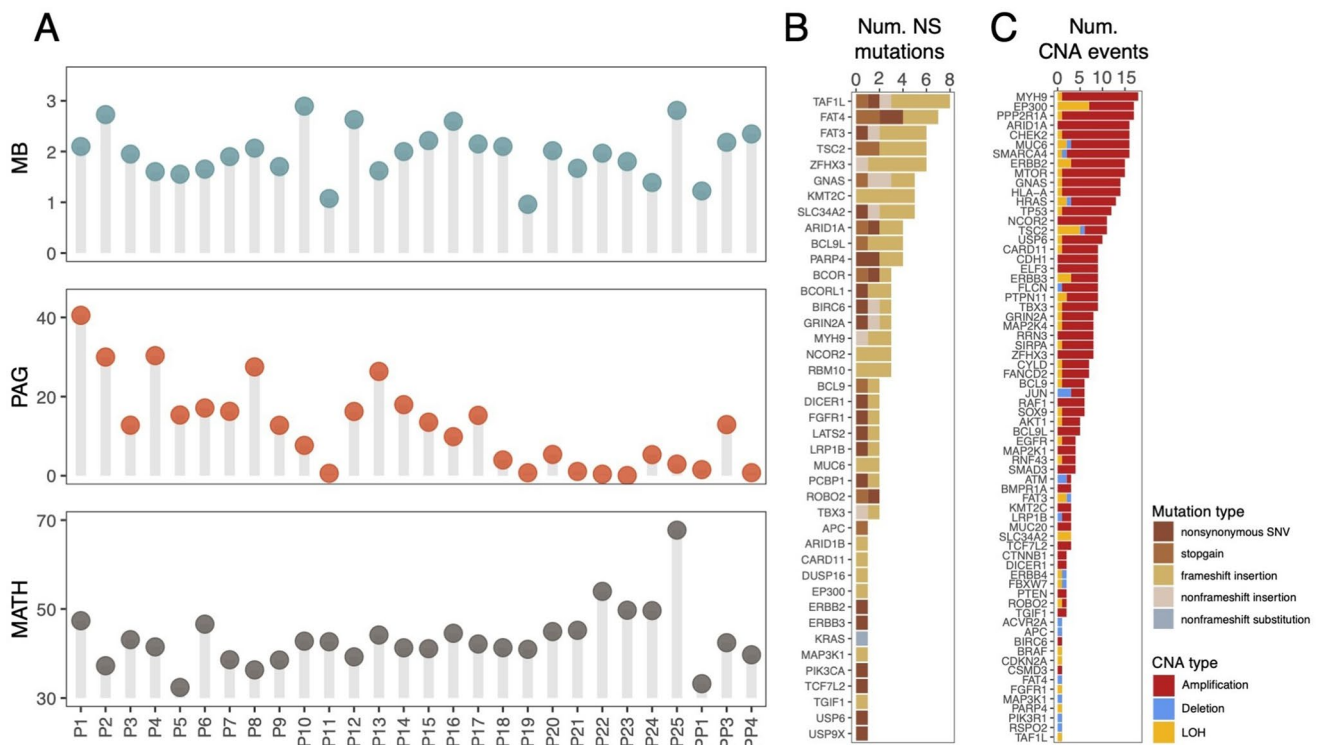 A
MB
3
2
1
0
PAG
40
20
0
MATH
70
50
30
P1
P2
P3
P4
P5
P6
P7
P8
P9
P10
P11
P12
P13
P14
P15
P16
P17
P18
P19
P20
P21
P22
P23
P24
P25
PP1
PP3
PP4
B
Num. NS
mutations
0 2 4 6 8
TAF1L
FAT4
FAT3
TSC2
ZFHX3
GNAS
KMT2C
SLC34A2
ARID1A
BCL9L
PARP4
BCOR
BCORL1
BIRC6
GRIN2A
MYH9
NCOR2
RBM10
BCL9
DICER1
FGFR1
LATS2
LRP1B
MUC6
PCBP1
ROBO2
TBX3
APC
ARID1B
CARD11
DUSP16
EP300
ERBB2
ERBB3
KRAS
MAP3K1
PIK3CA
TCF7L2
TGIF1
USP6
USP9X
C
Num.
CNA events
0 5 10 15
MYH9
EP300
PPP2R1A
ARID1A
CHEK2
MUC6
SMARCA4
ERBB2
MTOR
GNAS
HLA-A
HRAS
TP53
NCOR2
TSC2
USP6
CARD11
CDH1
ELF3
ERBB3
FLCN
PTPN11
TBX3
GRIN2A
MAP2K4
RRN3
SIRPA
ZFHX3
CYLD
FANCD2
BCL9
JUN
RAF1
SOX9
AKT1
BCL9L
EGFR
MAP2K1
RNF43
SMAD3
ATM
BMPR1A
FAT3
KMT2C
LRP1B
MUC20
SLC34A2
TCF7L2
CTNNB1
DICER1
ERBB4
FBXW7
PTEN
ROBO2
TGIF1
ACVR2A
APC
BIRC6
BRAF
CDKN2A
CSMD3
FAT4
FGFR1
MAP3K1
PARP4
PIK3R1
RSPO2
TAF1L
Mutation type
nonsynonymous SNV
stopgain
frameshift insertion
nonframeshift insertion
nonframeshift substitution
CNA type
Amplification
Deletion
LOH